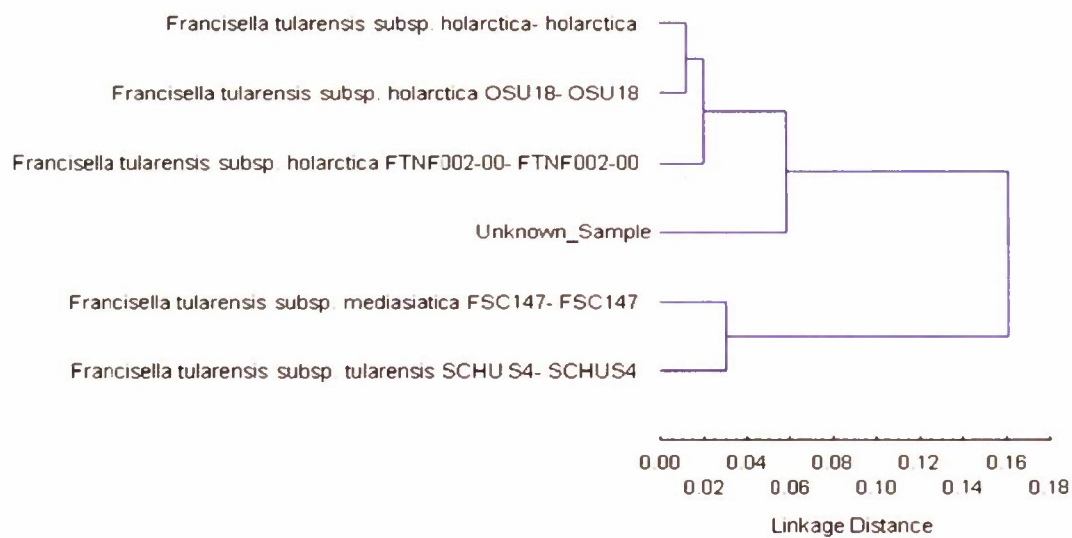 Francisella tularensis subsp. holarctica- holarctica
Francisella tularensis subsp. holarctica OSU18- OSU18
Francisella tularensis subsp. holarctica FTNF002-00- FTNF002-00
Unknown_Sample
Francisella tularensis subsp. mediasiatica FSC147- FSC147
Francisella tularensis subsp. tularensis SCHU S4- SCHUS4
0.00 0.04 0.08 0.12 0.16
0.02 0.06 0.10 0.14 0.18
Linkage Distance